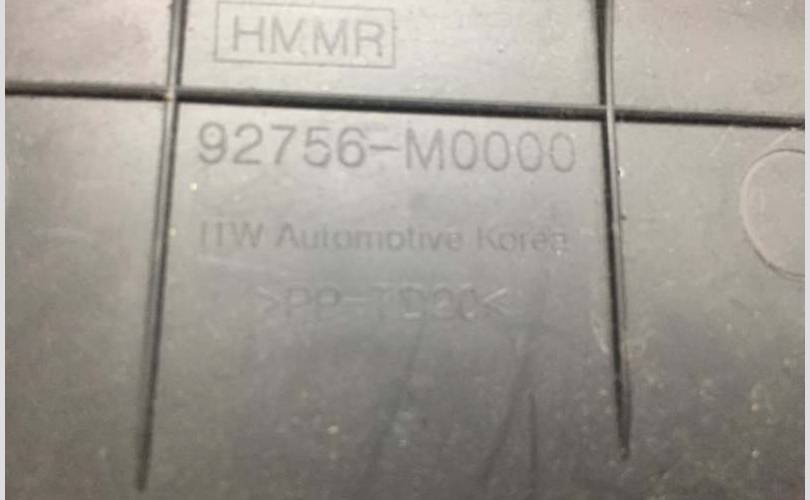 HMMR
92756-M0000
ITW Automotive Korea
>PP-TD20<